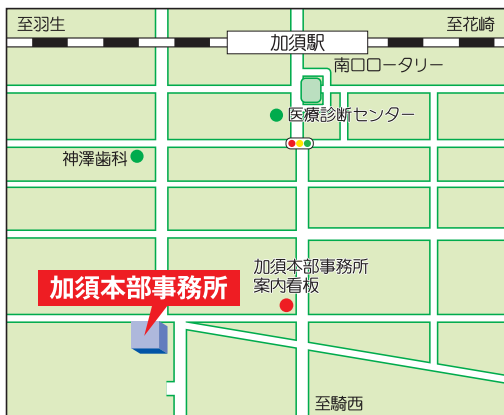 至羽生
至花崎
加須駅
南口ロータリー
医療診断センター
神澤歯科
加須本部事務所
案内看板
加須本部事務所
至騎西